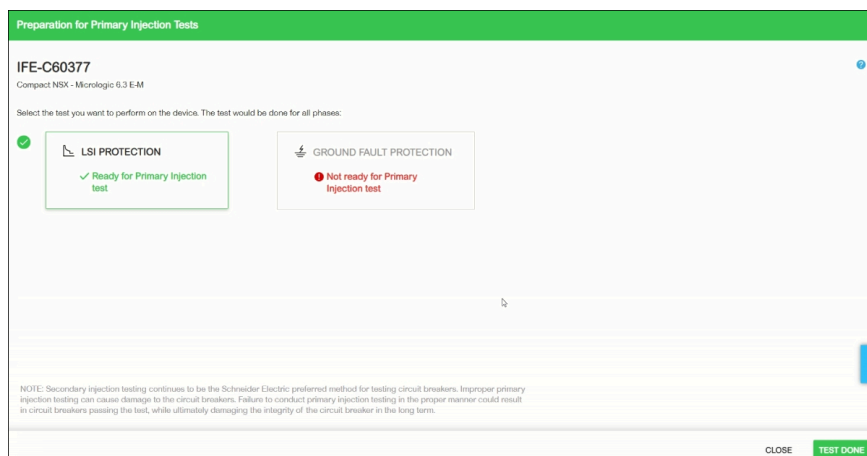 Preparation for Primary Injection Tests
IFE-C60377
?
Compact NSX - Micrologic 6.3 E-M
Select the test you want to perform on the device. The test would be done for all phases:
LSI PROTECTION
Ready for Primary Injection
test
GROUND FAULT PROTECTION
Not ready for Primary
Injection test
NOTE: Secondary injection testing continues to be the Schneider Electric preferred method for testing circuit breakers. Improper primary
injection testing can cause damage to the circuit breakers. Failure to conduct primary injection testing in the proper manner could result
in circuit breakers passing the test, while ultimately damaging the integrity of the circuit breaker in the long term.
CLOSE
TEST DONE